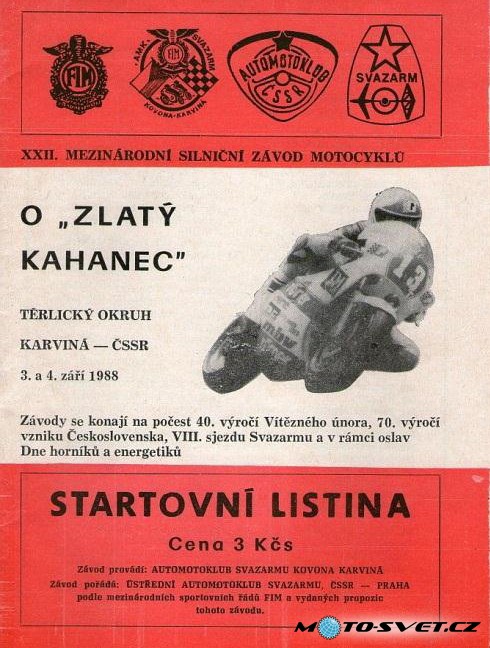 FIM
AMK - SVAZARM
FIM
KOVONA-KARVINÁ
AUTOMOTOKLUB
ČSSR
SVAZARM
XXII. MEZINÁRODNÍ SILNIČNÍ ZÁVOD MOTOCYKLŮ
O „ZLATÝ
KAHANEC”
TĚRLICKÝ OKRUH
KARVINÁ — ČSSR
3. a 4. září 1988
Závody se konají na počest 40. výročí Vítězného února, 70. výročí
vzniku Československa, VIII. sjezdu Svazarmu a v rámci oslav
Dne horníků a energetiků
STARTOVNÍ LISTINA
Cena 3 Kčs
Závod provádí: AUTOMOTOKLUB SVAZARMU KOVONA KARVINÁ
Závod pořádá: ÚSTŘEDNÍ AUTOMOTOKLUB SVAZARMU, ČSSR — PRAHA
podle mezinárodních sportovních řádů FIM a vydaných propozic
tohoto závodu.
MOTO-SVET.CZ